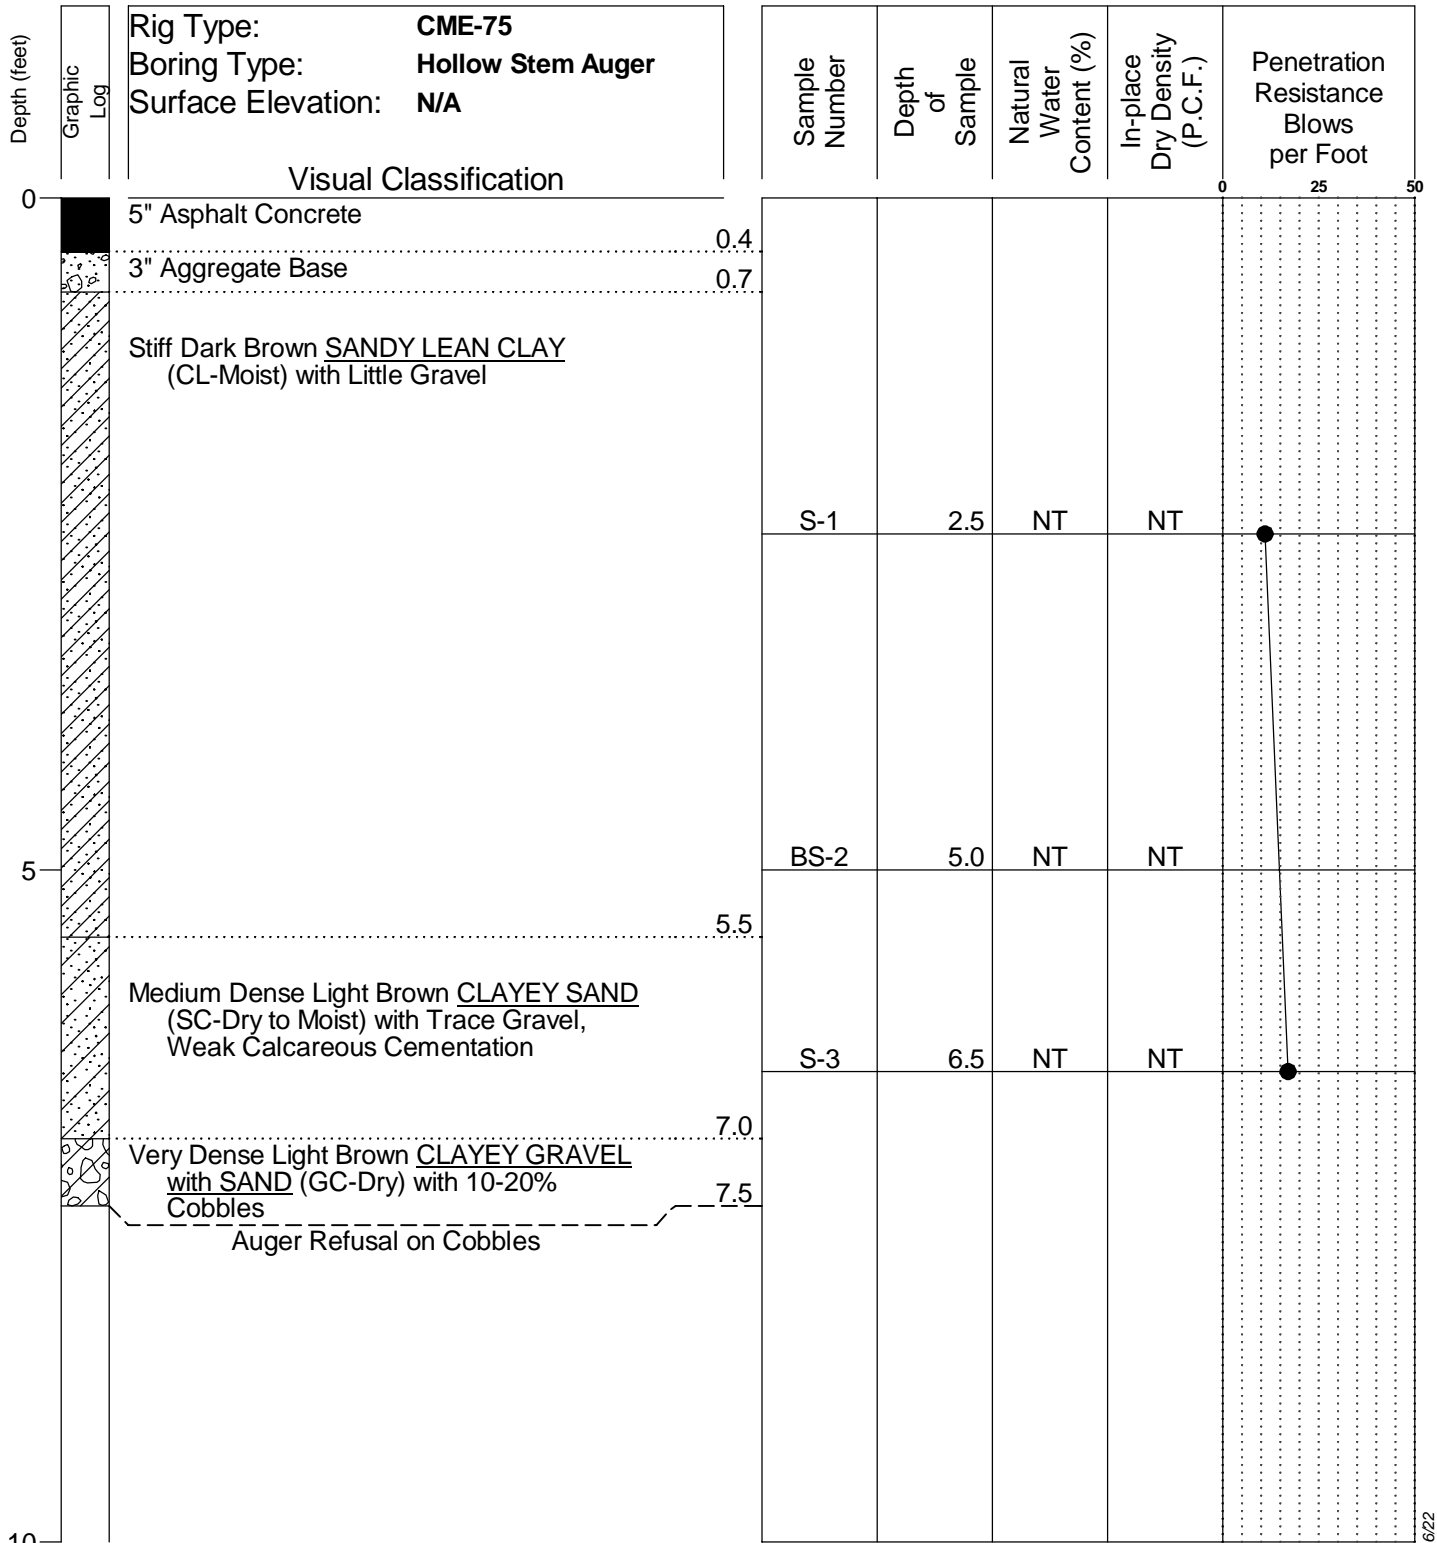 Depth (feet)
Graphic
Log
Rig Type: CME-75
Boring Type: Hollow Stem Auger
Surface Elevation: N/A
Visual Classification
Sample
Number
Depth
of
Sample
Natural
Water
Content (%)
In-place
Dry Density
(P.C.F.)
Penetration
Resistance
Blows
per Foot
0 25 50
0
5" Asphalt Concrete
0.4
3" Aggregate Base
0.7
Stiff Dark Brown SANDY LEAN CLAY
(CL-Moist) with Little Gravel
S-1 2.5 NT NT
BS-2 5.0 NT NT
5
5.5
Medium Dense Light Brown CLAYEY SAND
(SC-Dry to Moist) with Trace Gravel,
Weak Calcareous Cementation
S-3 6.5 NT NT
7.0
Very Dense Light Brown CLAYEY GRAVEL
with SAND (GC-Dry) with 10-20%
Cobbles
7.5
Auger Refusal on Cobbles
10
6/22